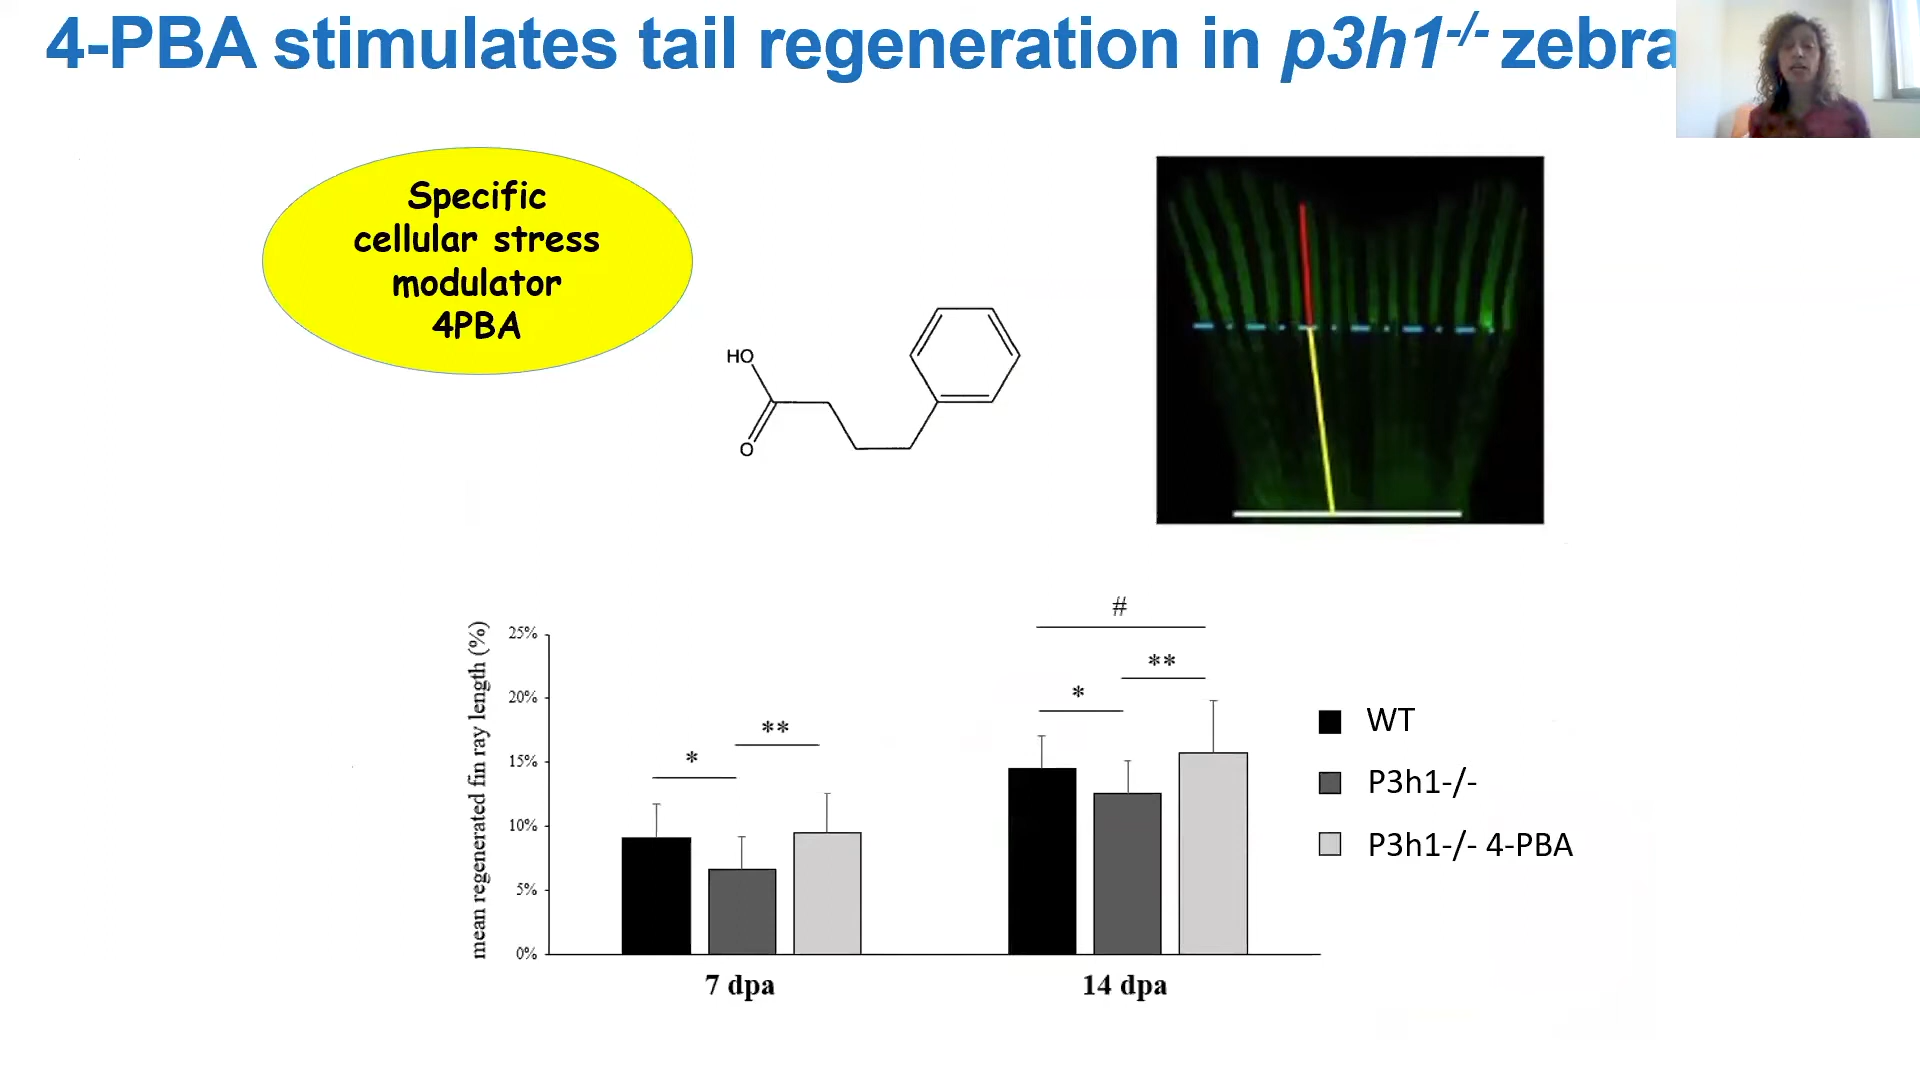 4-PBA stimulates tail regeneration in p3h1-/- zebra
Specific
cellular stress
modulator
4PBA
HO
O
mean regenerated fin ray length (%)
25%
20%
15%
10%
5%
0%
*
**
#
*
**
7 dpa
14 dpa
WT
P3h1-/-
P3h1-/- 4-PBA